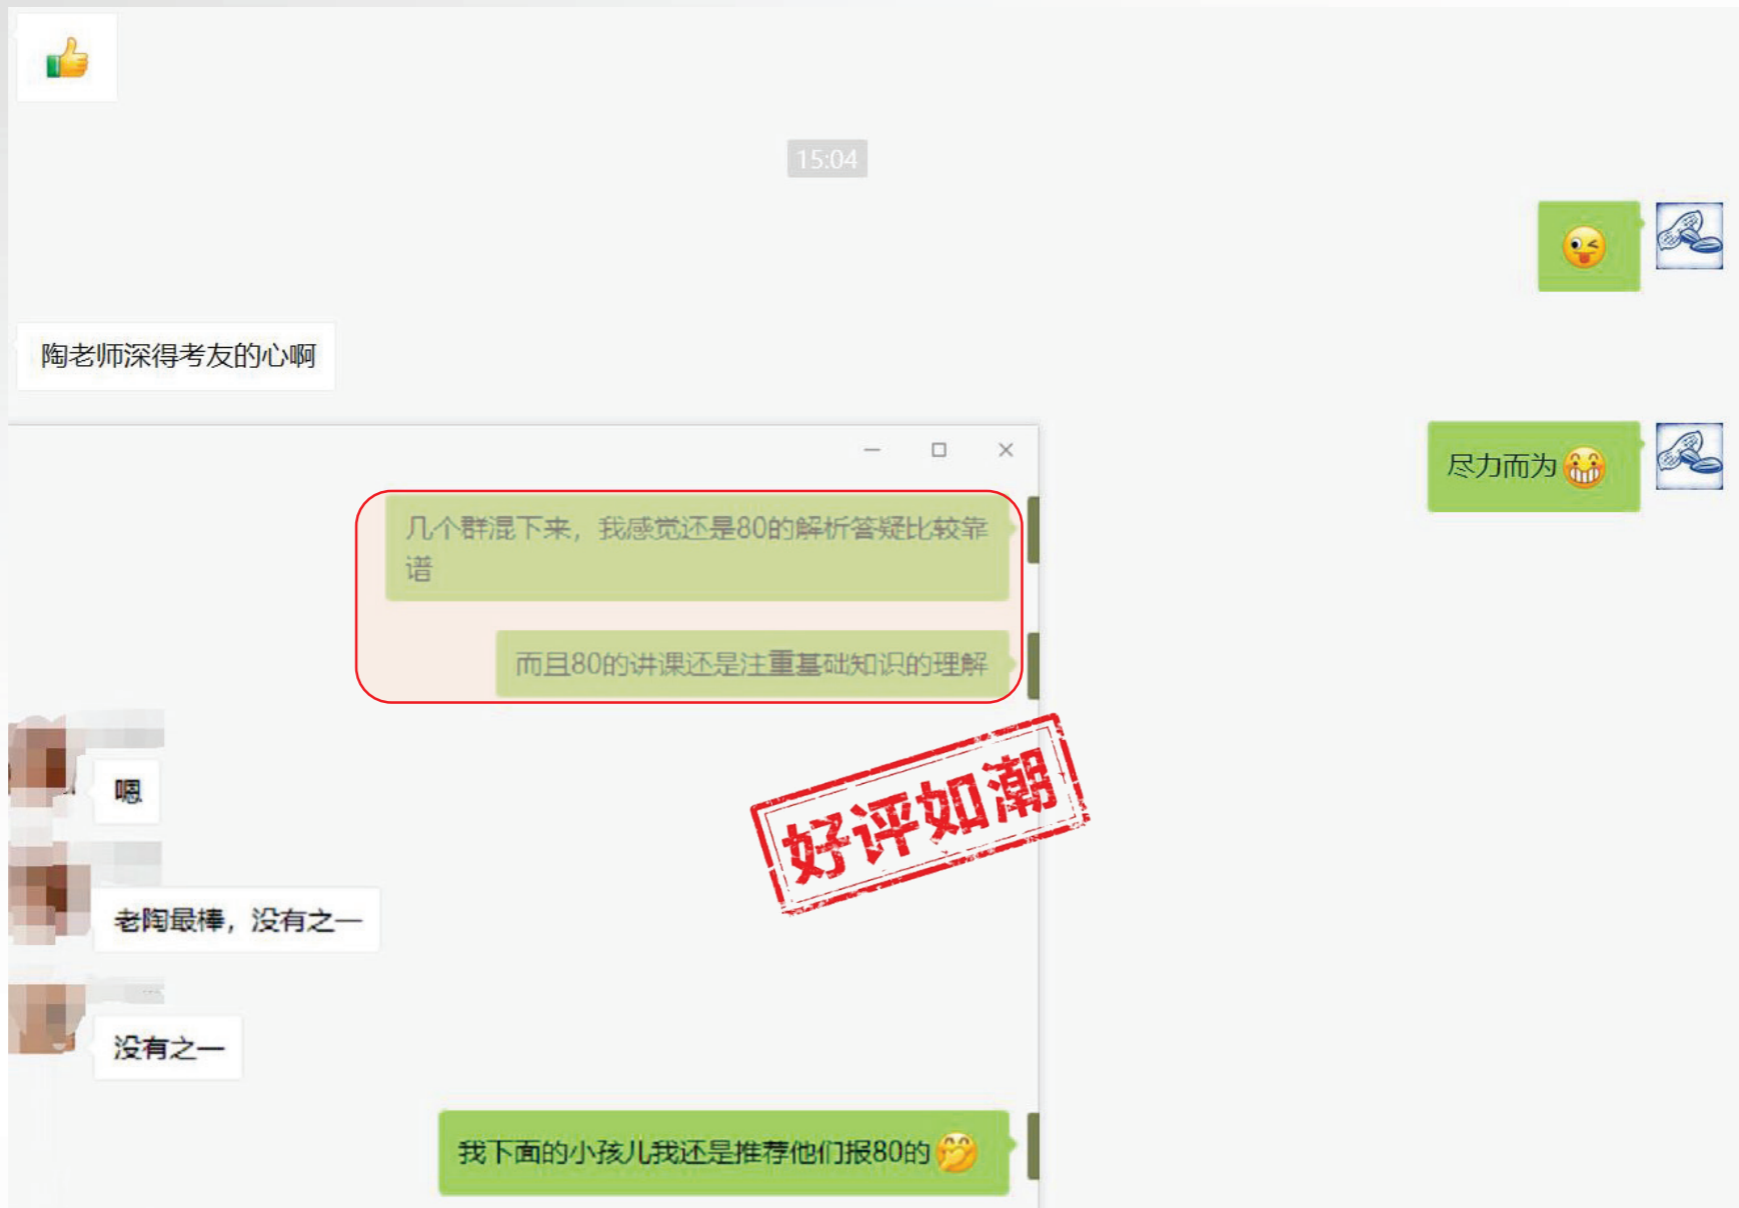 15:04
陶老师深得考友的心啊
尽力而为
几个群混下来，我感觉还是80的解析答疑比较靠
谱
而且80的讲课还是注重基础知识的理解
好评如潮
嗯
老陶最棒，没有之一
没有之一
我下面的小孩儿我还是推荐他们报80的